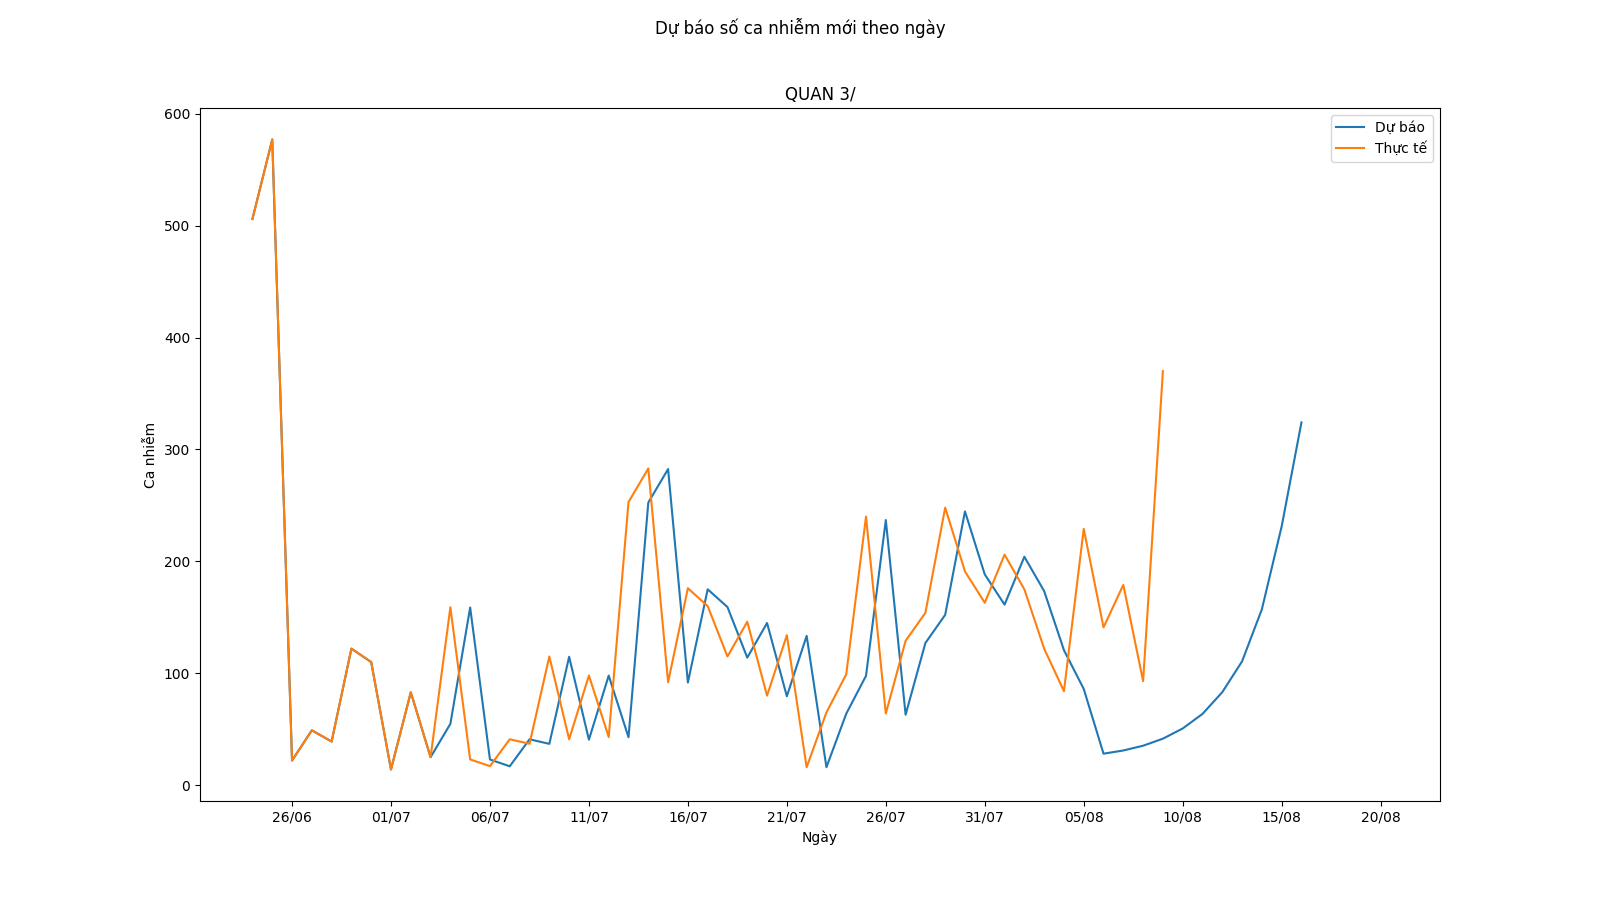 Dự báo số ca nhiễm mới theo ngày
QUAN 3/
Dự báo
Thực tế
600
500
400
300
200
100
0
Ca nhiễm
26/06 01/07 06/07 11/07 16/07 21/07 26/07 31/07 05/08 10/08 15/08 20/08
Ngày